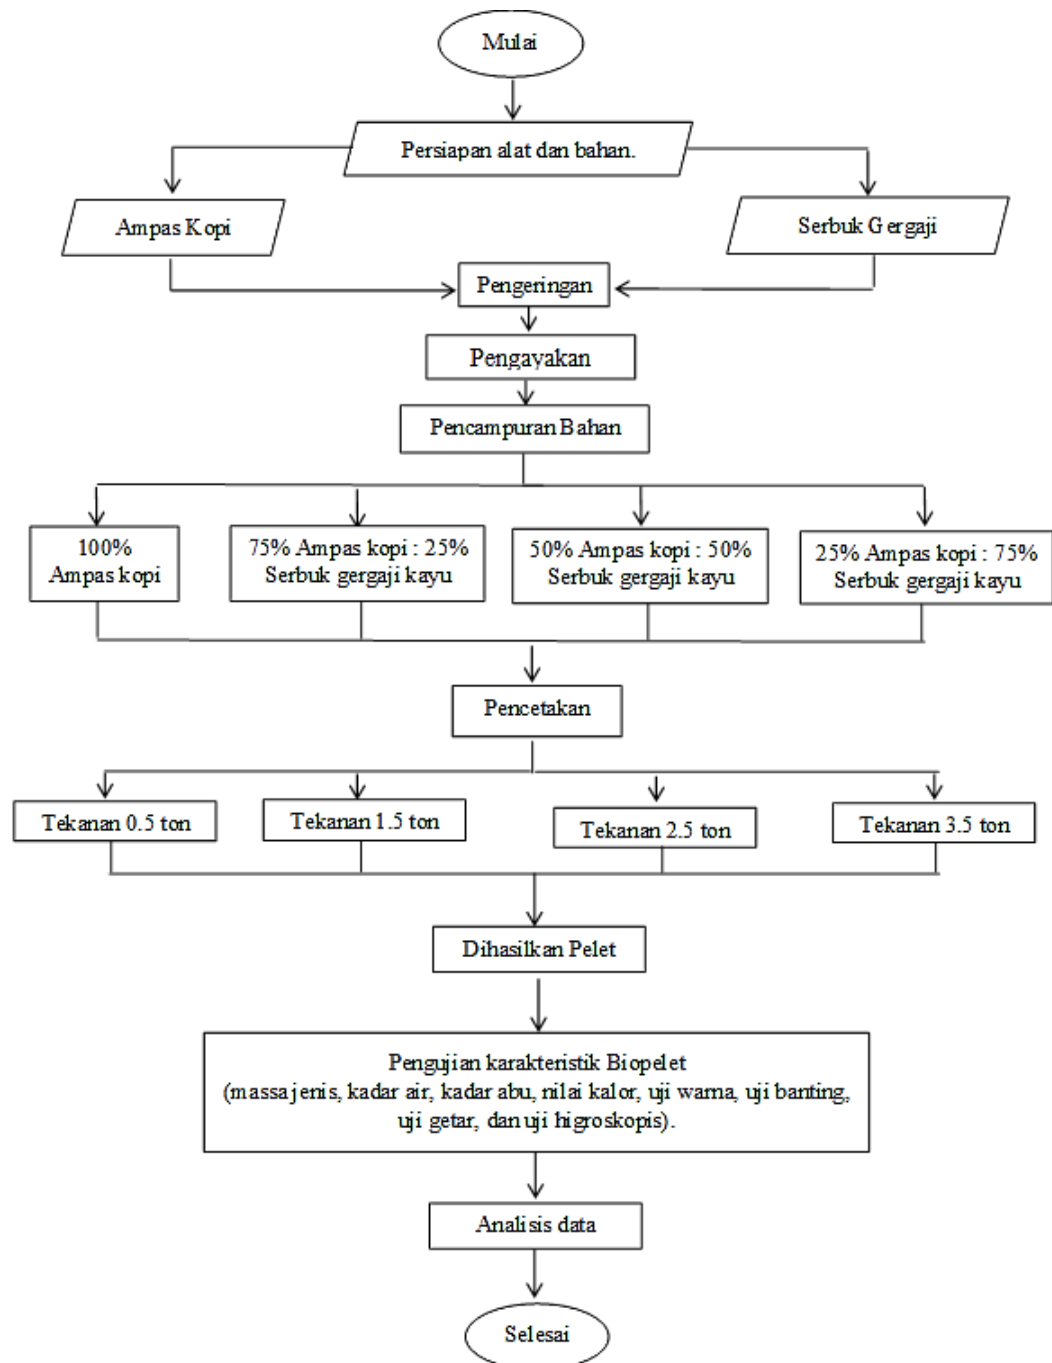 Mulai
Persiapan alat dan bahan.
Ampas Kopi
Serbuk Gergaji
Pengeringan
Pengayakan
Pencampuran Bahan
100%
Ampas kopi
75% Ampas kopi : 25%
Serbuk gergaji kayu
50% Ampas kopi : 50%
Serbuk gergaji kayu
25% Ampas kopi : 75%
Serbuk gergaji kayu
Pencetakan
Tekanan 0.5 ton
Tekanan 1.5 ton
Tekanan 2.5 ton
Tekanan 3.5 ton
Dihasilkan Pelet
Pengujian karakteristik Biopelet
(massa jenis, kadar air, kadar abu, nilai kalor, uji warna, uji banting,
uji getar, dan uji higroskopis).
Analisis data
Selesai